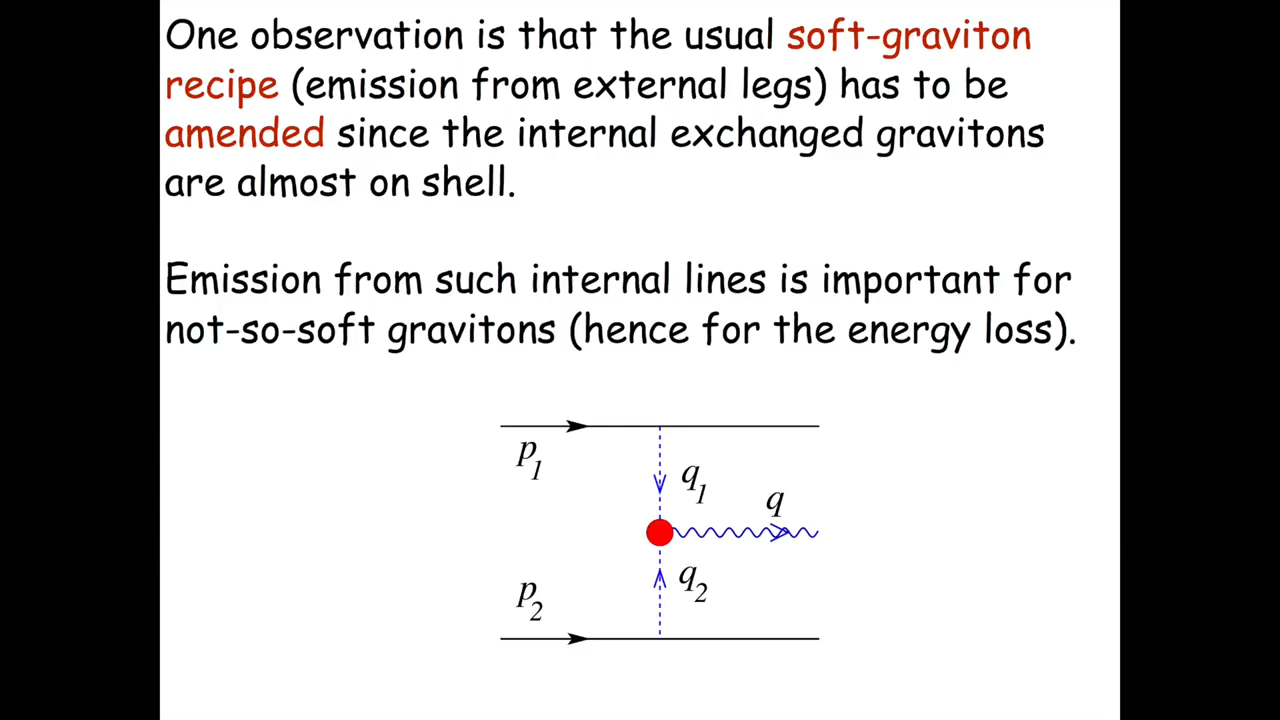 One observation is that the usual soft-graviton
recipe (emission from external legs) has to be
amended since the internal exchanged gravitons
are almost on shell.
Emission from such internal lines is important for
not-so-soft gravitons (hence for the energy loss).
p1
q1
q
q2
p2